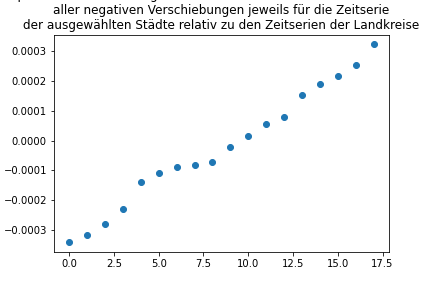 aller negativen Verschiebungen jeweils für die Zeitserie
der ausgewählten Städte relativ zu den Zeitserien der Landkreise
0.0003
0.0002
0.0001
0.0000
−0.0001
−0.0002
−0.0003
0.0 2.5 5.0 7.5 10.0 12.5 15.0 17.5